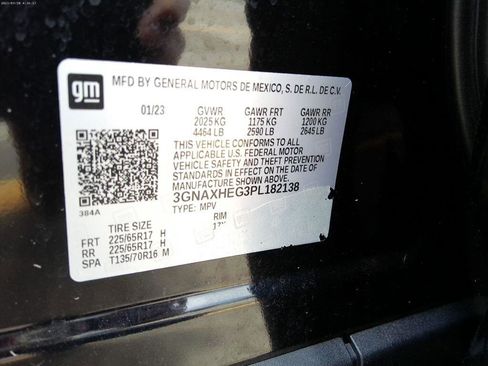 gm
MFD BY GENERAL MOTORS DE MEXICO, S. DE R.L. DE C.V.
01/23 GVWR GAWR FRT GAWR RR
2025 KG 1175 KG 1200 KG
4464 LB 2590 LB 2645 LB
THIS VEHICLE CONFORMS TO ALL
APPLICABLE U.S. FEDERAL MOTOR
VEHICLE SAFETY AND THEFT PREVENTION
STANDARDS IN EFFECT ON THE DATE OF
MANUFACTURE SHOWN ABOVE.
3GNAXHEG3PL182138
TYPE: MPV
384A
TIRE SIZE RIM
FRT 225/65R17 H
RR 225/65R17 H
SPA T135/70R16 M